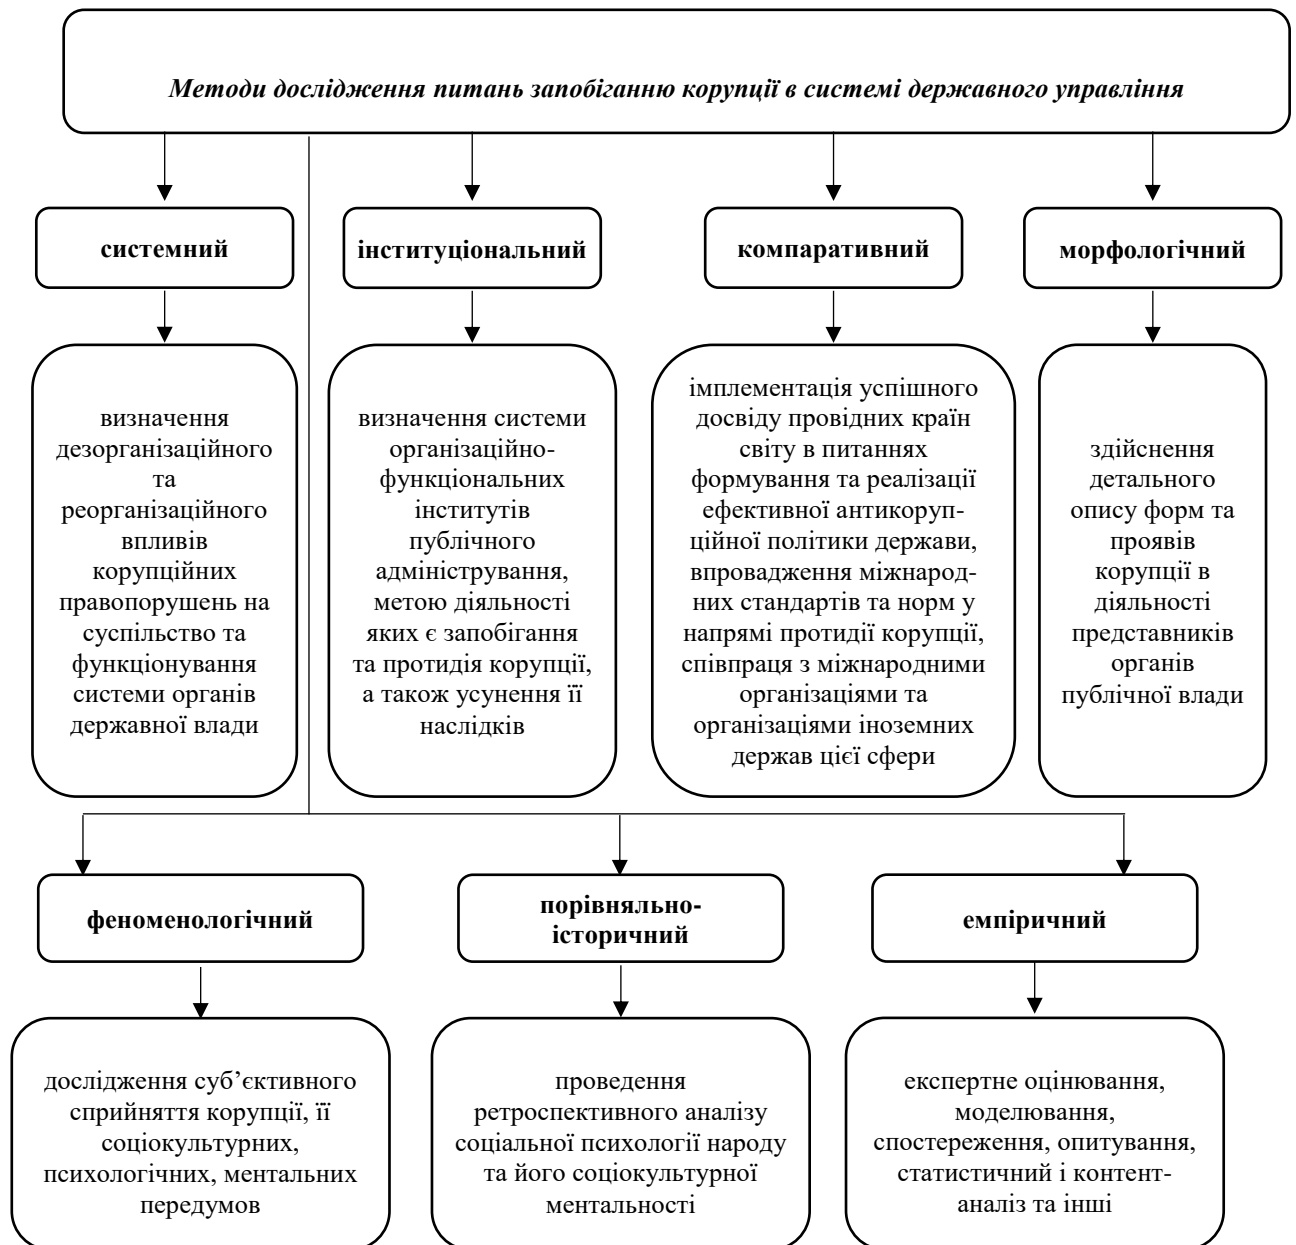 Методи дослідження питань запобіганню корупції в системі державного управління
системний
інституціональний
компаративний
морфологічний
визначення
дезорганізаційного
та
реорганізаційного
впливів
корупційних
правопорушень на
суспільство та
функціонування
системи органів
державної влади
визначення системи
організаційно-
функціональних
інститутів
публічного
адміністрування,
метою діяльності
яких є запобігання
та протидія корупції,
а також усунення її
наслідків
імплементація успішного
досвіду провідних країн
світу в питаннях
формування та реалізації
ефективної антикоруп-
ційної політики держави,
впровадження міжнарод-
них стандартів та норм у
напрямі протидії корупції,
співпраця з міжнародними
організаціями та
організаціями іноземних
держав цієї сфери
здійснення
детального
опису форм та
проявів
корупції в
діяльності
представників
органів
публічної влади
феноменологічний
порівняльно-
історичний
емпіричний
дослідження суб’єктивного
сприйняття корупції, її
соціокультурних,
психологічних, ментальних
передумов
проведення
ретроспективного аналізу
соціальної психології народу
та його соціокультурної
ментальності
експертне оцінювання,
моделювання,
спостереження, опитування,
статистичний і контент-
аналіз та інші